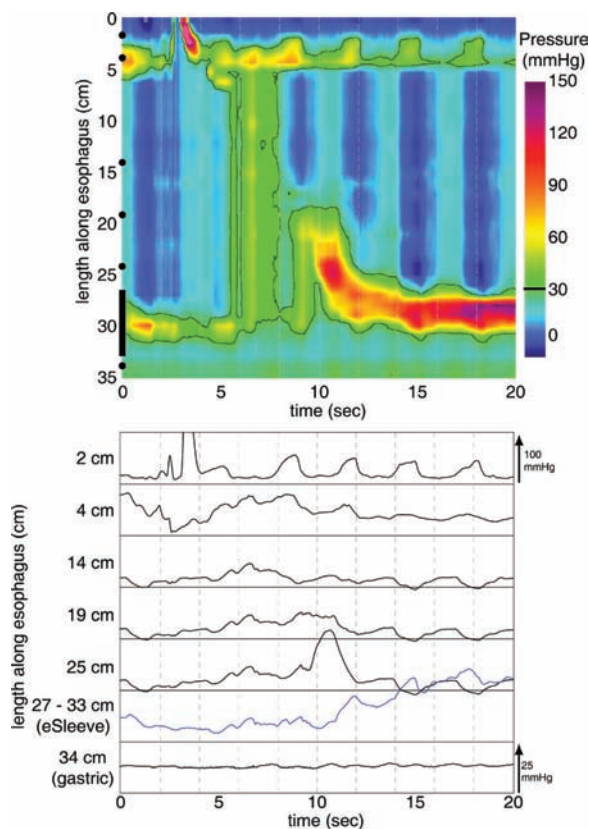 0
5
10
15
20
25
30
35
length along esophagus (cm)
0 5 10 15 20
time (sec)
Pressure
(mmHg)
150
120
90
60
30
0
2 cm
4 cm
14 cm
19 cm
25 cm
27 - 33 cm
(eSleeve)
34 cm
(gastric)
length along esophagus (cm)
100
mmHg
25
mmHg
0 5 10 15 20
time (sec)